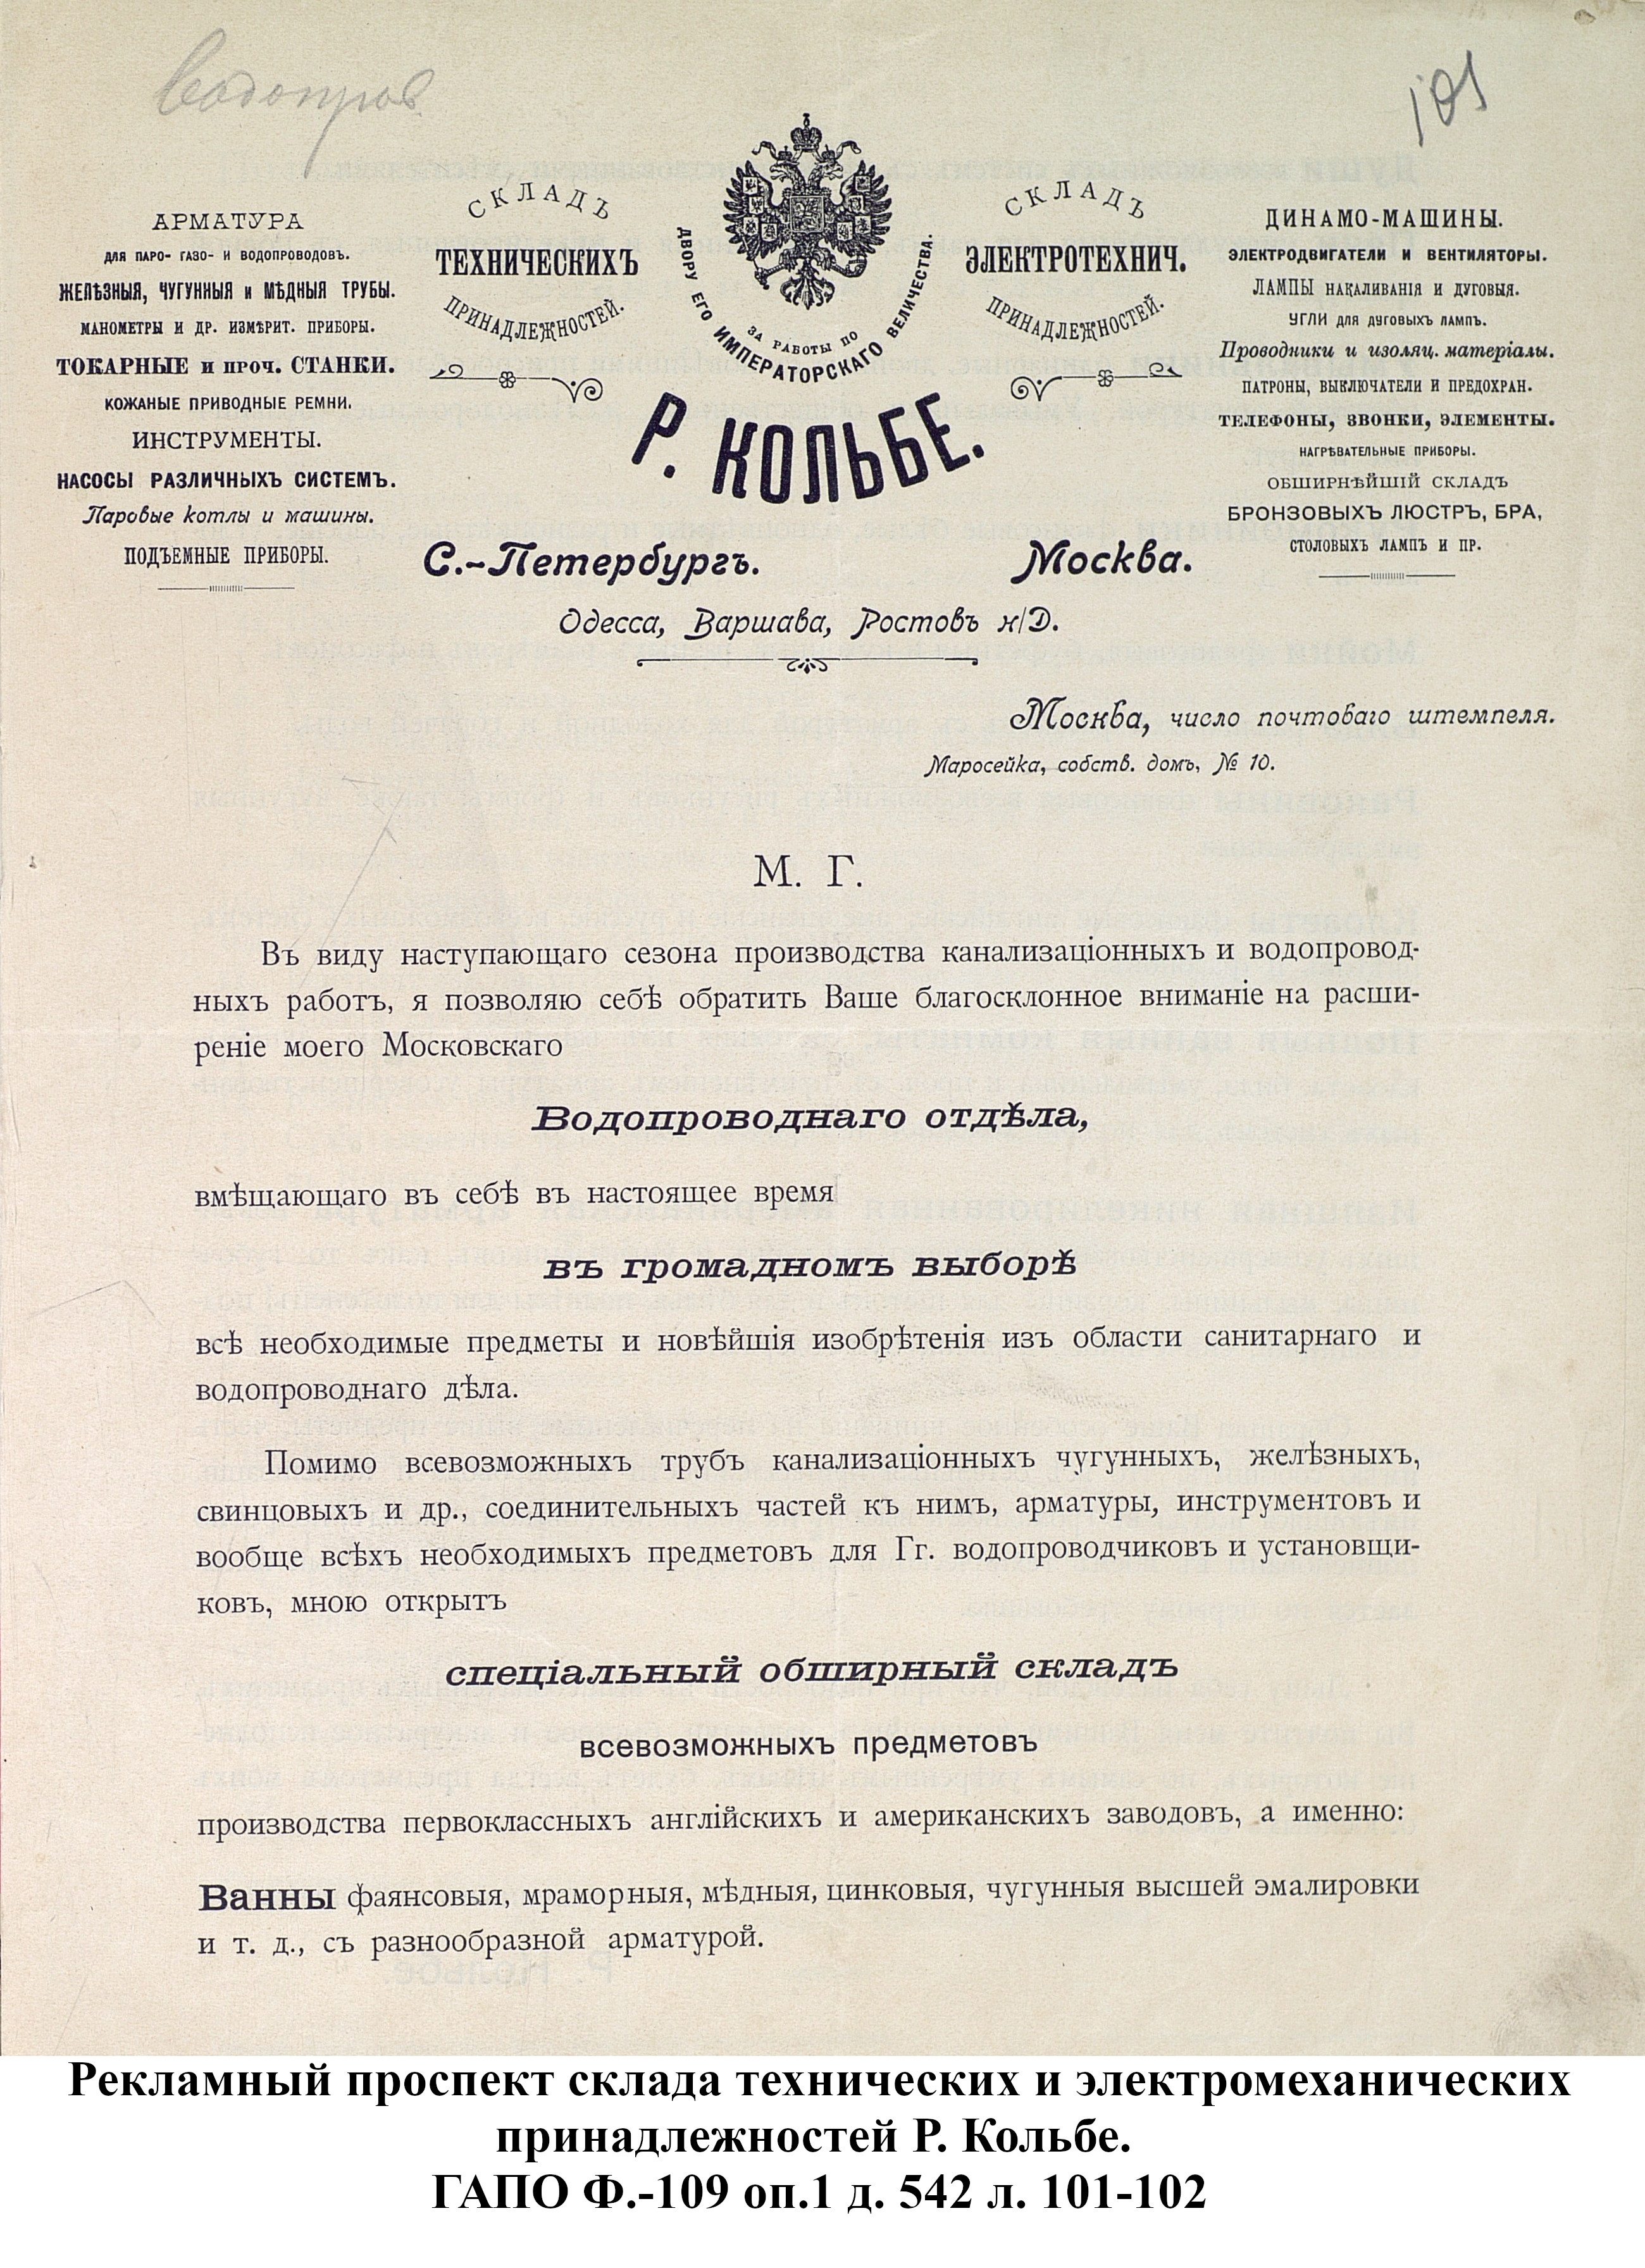 Водопров
101
АРМАТУРА
ДЛЯ ПАРО- ГАЗО- И ВОДОПРОВОДОВЪ.
ЖЕЛѢЗНЫЯ, ЧУГУННЫЯ и МѢДНЫЯ ТРУБЫ.
МАНОМЕТРЫ И ДР. ИЗМѢРИТ. ПРИБОРЫ.
ТОКАРНЫЕ и проч. СТАНКИ.
КОЖАНЫЕ ПРИВОДНЫЕ РЕМНИ.
ИНСТРУМЕНТЫ.
НАСОСЫ РАЗЛИЧНЫХЪ СИСТЕМЪ.
Паровые котлы и машины.
ПОДЪЕМНЫЕ ПРИБОРЫ.
СКЛАДЪ
ТЕХНИЧЕСКИХЪ
ПРИНАДЛЕЖНОСТЕЙ.
ЗА РАБОТЫ ПО
ДВОРУ ЕГО ИМПЕРАТОРСКАГО ВЕЛИЧЕСТВА.
СКЛАДЪ
ЭЛЕКТРОТЕХНИЧ.
ПРИНАДЛЕЖНОСТЕЙ.
ДИНАМО-МАШИНЫ.
ЭЛЕКТРОДВИГАТЕЛИ И ВЕНТИЛЯТОРЫ.
ЛАМПЫ НАКАЛИВАНІЯ И ДУГОВЫЯ.
УГЛИ ДЛЯ ДУГОВЫХЪ ЛАМПЪ.
Проводники и изоляц. матеріалы.
ПАТРОНЫ, ВЫКЛЮЧАТЕЛИ И ПРЕДОХРАН.
ТЕЛЕФОНЫ, ЗВОНКИ, ЭЛЕМЕНТЫ.
НАГРѢВАТЕЛЬНЫЕ ПРИБОРЫ.
ОБШИРНѢЙШІЙ СКЛАДЪ
БРОНЗОВЫХЪ ЛЮСТРЪ, БРА,
СТОЛОВЫХЪ ЛАМПЪ И ПР.
Р. КОЛЬБЕ.
С.-Петербургъ. Москва.
Одесса, Варшава, Ростовъ н/Д.
Москва, число почтоваго штемпеля.
Маросейка, собств. домъ, № 10.
М. Г.
Въ виду наступающаго сезона производства канализаціонныхъ и водопровод-
ныхъ работъ, я позволяю себѣ обратить Ваше благосклонное вниманіе на расши-
реніе моего Московскаго
Водопроводнаго отдѣла,
вмѣщающаго въ себѣ въ настоящее время
въ громадномъ выборѣ
всѣ необходимые предметы и новѣйшія изобрѣтенія изъ области санитарнаго и
водопроводнаго дѣла.
Помимо всевозможныхъ трубъ канализаціонныхъ чугунныхъ, желѣзныхъ,
свинцовыхъ и др., соединительныхъ частей къ нимъ, арматуры, инструментовъ и
вообще всѣхъ необходимыхъ предметовъ для Гг. водопроводчиковъ и установщи-
ковъ, мною открытъ
спеціальный обширный складъ
всевозможныхъ предметовъ
производства первоклассныхъ англійскихъ и американскихъ заводовъ, а именно:
Ванны фаянсовыя, мраморныя, мѣдныя, цинковыя, чугунныя высшей эмалировки
и т. д., съ разнообразной арматурой.
Рекламный проспект склада технических и электромеханических
принадлежностей Р. Кольбе.
ГАПО Ф.-109 оп.1 д. 542 л. 101-102